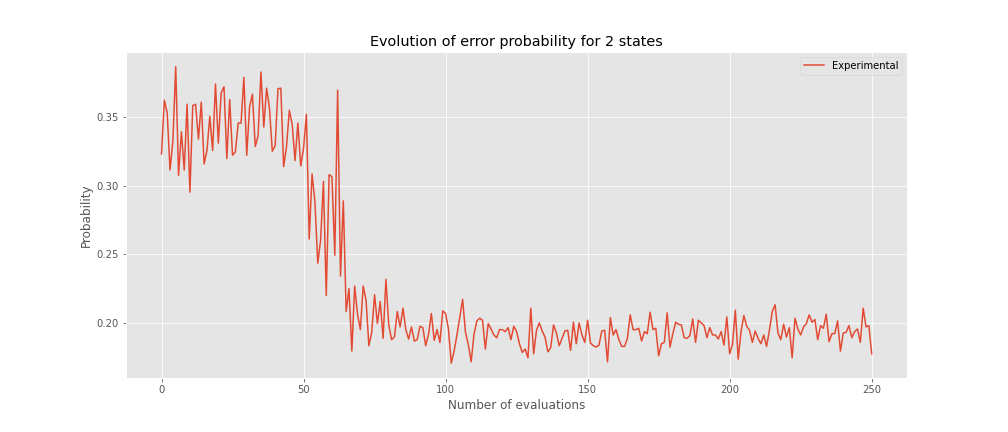 Evolution of error probability for 2 states
Experimental
0.35
0.30
0.25
0.20
Probability
0
50
100
150
200
250
Number of evaluations